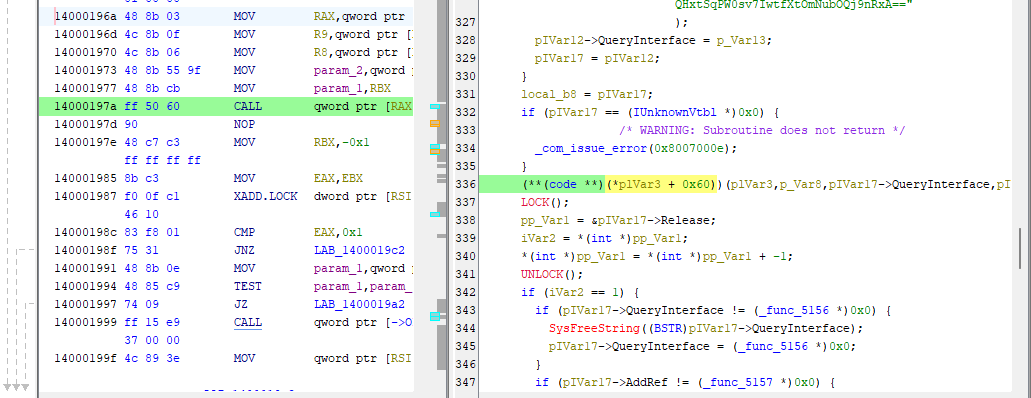 14000196a 48 8b 03 MOV RAX,qword ptr
14000196d 4c 8b 0f MOV R9,qword ptr [
140001970 4c 8b 06 MOV R8,qword ptr [
140001973 48 8b 55 9f MOV param_2,qword p
140001977 48 8b cb MOV param_1,RBX
14000197a ff 50 60 CALL qword ptr [RAX
14000197d 90 NOP
14000197e 48 c7 c3 MOV RBX,-0x1
ff ff ff ff
140001985 8b c3 MOV EAX,EBX
140001987 f0 0f c1 XADD.LOCK dword ptr [RSI
46 10
14000198c 83 f8 01 CMP EAX,0x1
14000198f 75 31 JNZ LAB_1400019c2
140001991 48 8b 0e MOV param_1,qword p
140001994 48 85 c9 TEST param_1,param_
140001997 74 09 JZ LAB_1400019a2
140001999 ff 15 e9 CALL qword ptr [->O
37 00 00
14000199f 4c 89 3e MOV qword ptr [RSI
QHxtSqPW0sv7IwtfXtOmNubOQj9nRxA=="
327 );
328 pIVar12->QueryInterface = p_Var13;
329 pIVar17 = pIVar12;
330 }
331 local_b8 = pIVar17;
332 if (pIVar17 == (IUnknownVtbl *)0x0) {
333 /* WARNING: Subroutine does not return */
334 _com_issue_error(0x8007000e);
335 }
336 (**(code **)(*plVar3 + 0x60))(plVar3,p_Var8,pIVar17->QueryInterface,pI
337 LOCK();
338 pp_Var1 = &pIVar17->Release;
339 iVar2 = *(int *)pp_Var1;
340 *(int *)pp_Var1 = *(int *)pp_Var1 + -1;
341 UNLOCK();
342 if (iVar2 == 1) {
343 if (pIVar17->QueryInterface != (_func_5156 *)0x0) {
344 SysFreeString((BSTR)pIVar17->QueryInterface);
345 pIVar17->QueryInterface = (_func_5156 *)0x0;
346 }
347 if (pIVar17->AddRef != (_func_5157 *)0x0) {